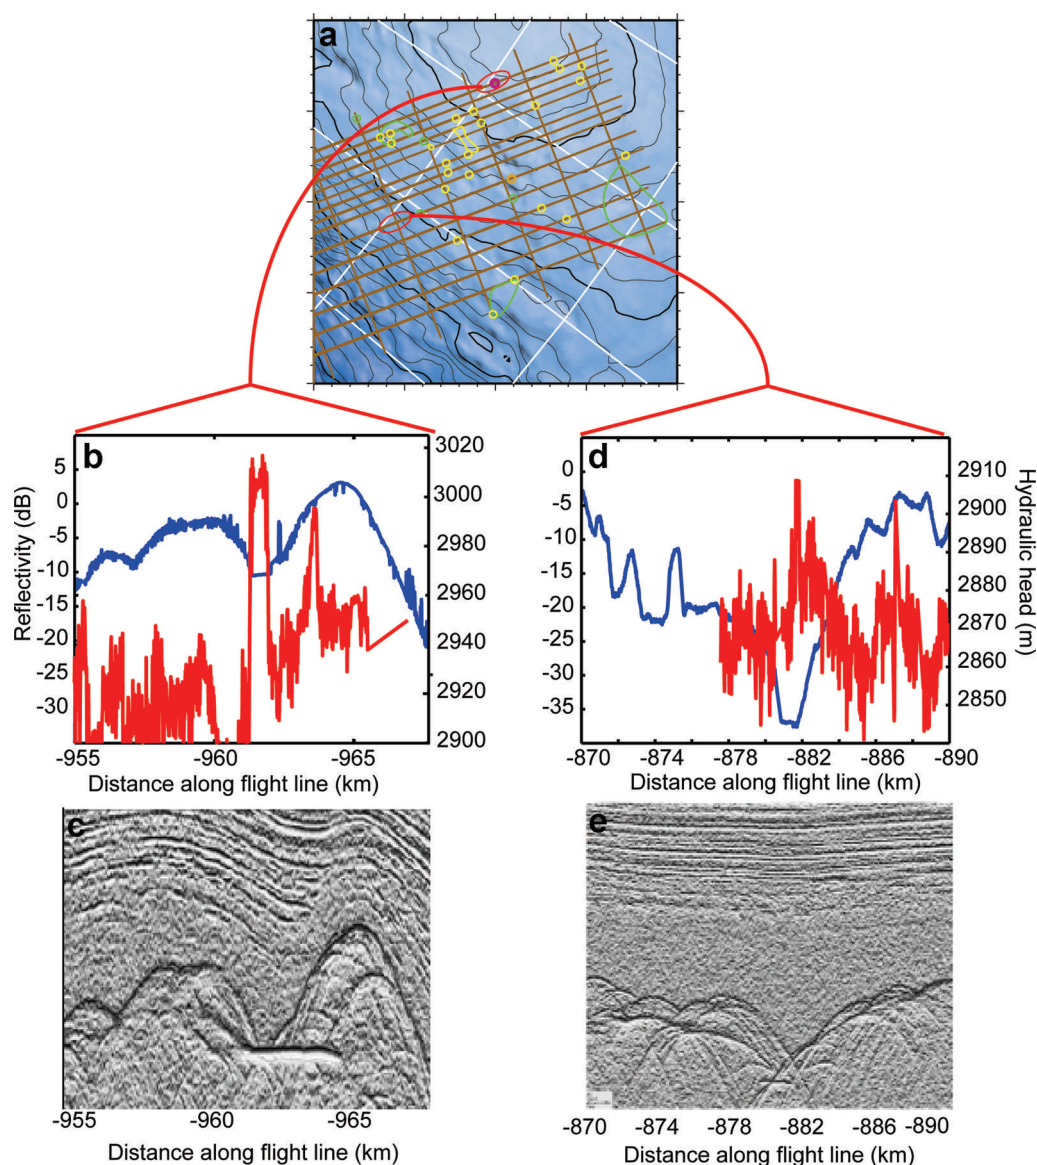 a
b
5
0
-5
-10
-15
-20
-25
-30
Reflectivity (dB)
3020
3000
2980
2960
2940
2920
2900
-955
-960
-965
Distance along flight line (km)
d
0
-5
-10
-15
-20
-25
-30
-35
2910
2900
2890
2880
2870
2860
2850
Hydraulic head (m)
-870 -874 -878 -882 -886 -890
Distance along flight line (km)
c
-955
-960
-965
Distance along flight line (km)
e
-870 -874 -878 -882 -886 -890
Distance along flight line (km)